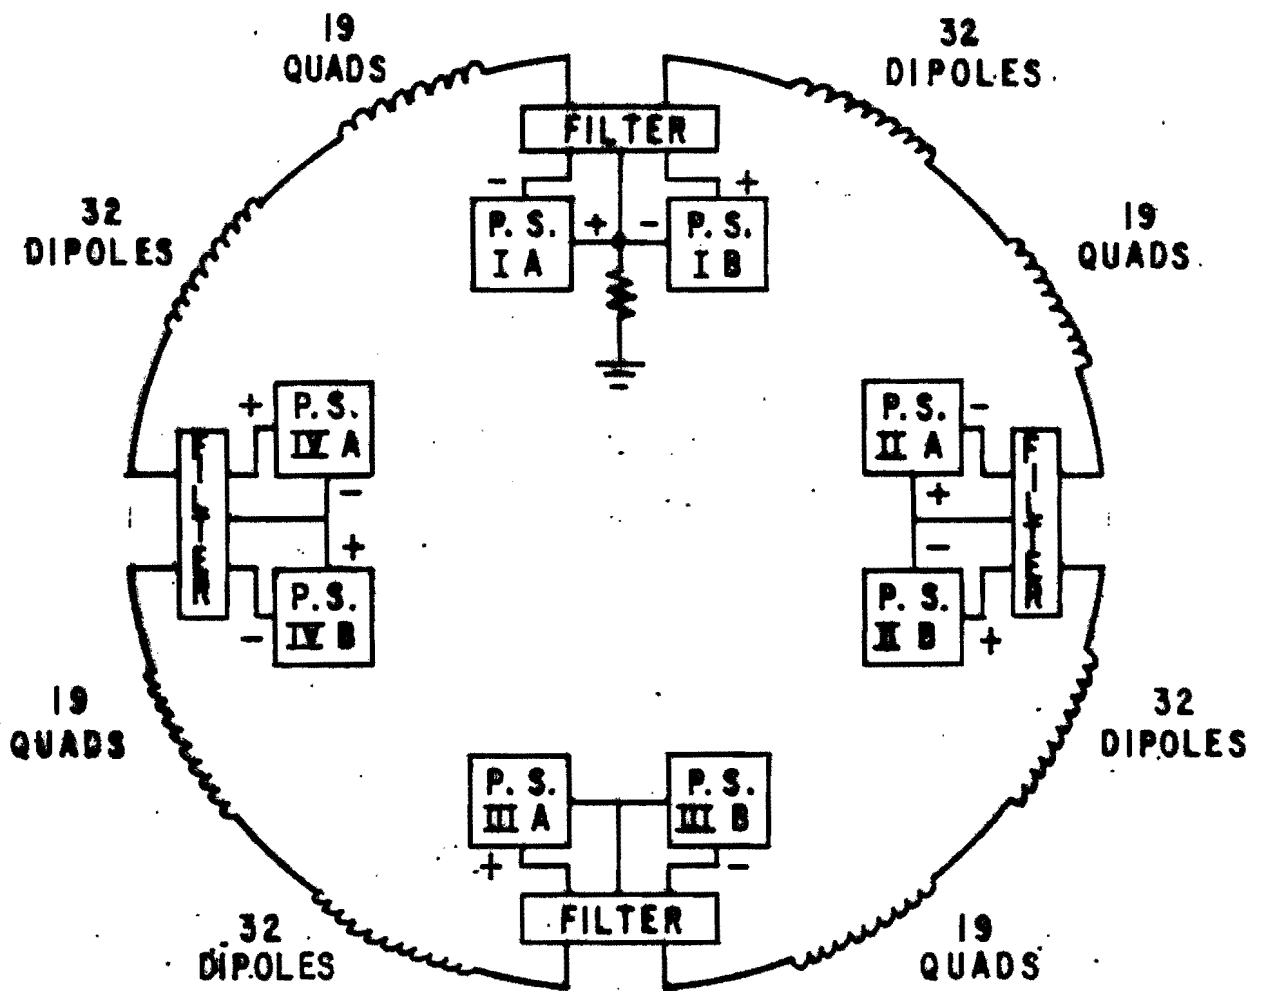 19
QUADS
32
DIPOLES
FILTER
-
+
P. S.
I A
+
-
P. S.
I B
32
DIPOLES
19
QUADS
+
P. S.
IV A
-
FILTER
+
P. S.
IV B
-
P. S.
II A
-
+
FILTER
-
P. S.
II B
+
19
QUADS
32
DIPOLES
P. S.
III A
+
P. S.
III B
-
FILTER
32
DIPOLES
19
QUADS